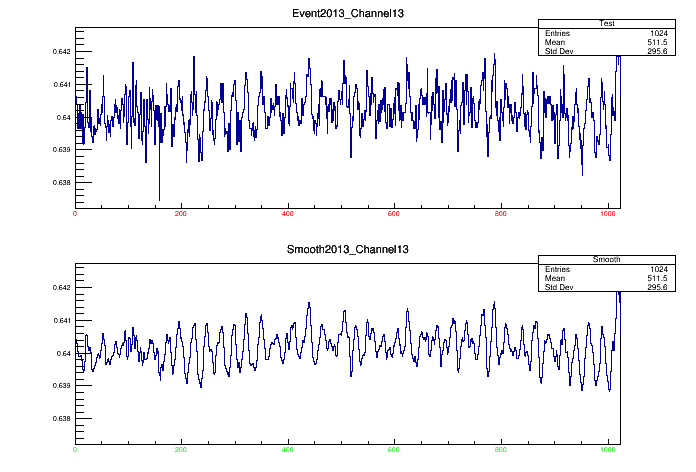 Event2013_Channel13
Test
Entries 1024
Mean 511.5
Std Dev 295.6
0.642
0.641
0.64
0.639
0.638
0 200 400 600 800 1000
Smooth2013_Channel13
Smooth
Entries 1024
Mean 511.5
Std Dev 295.6
0.642
0.641
0.64
0.639
0.638
0 200 400 600 800 1000